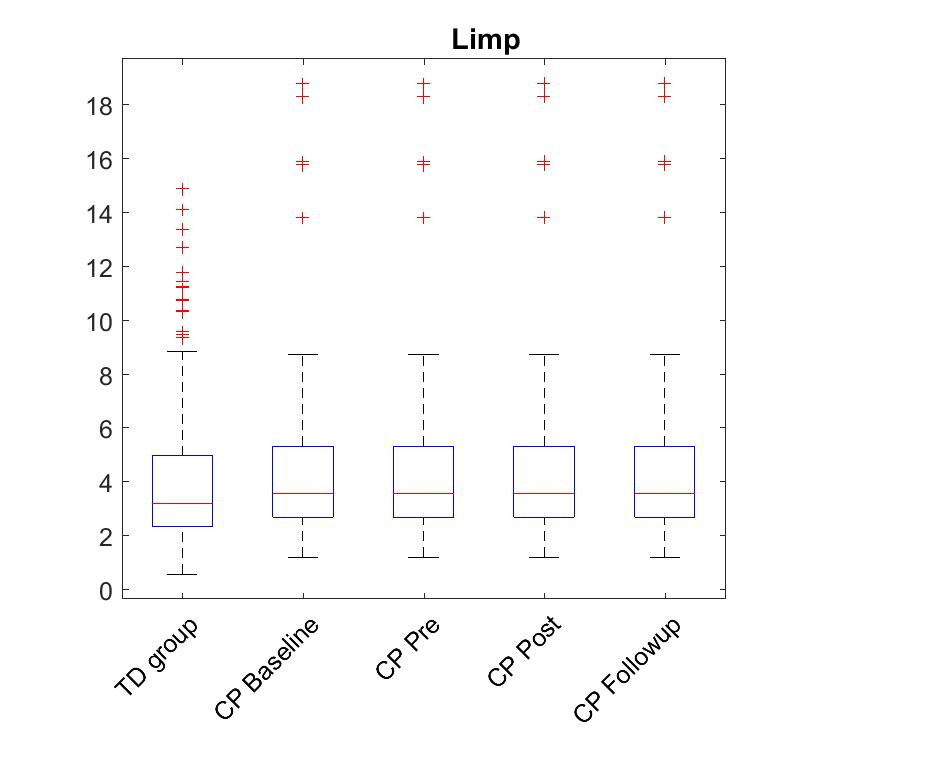 Limp
18
16
14
12
10
8
6
4
2
0
TD group
CP Baseline
CP Pre
CP Post
CP Followup